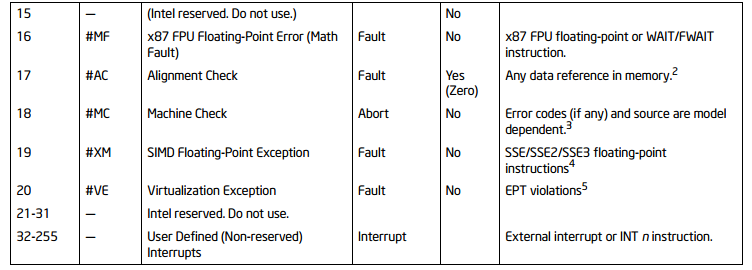 15 — (Intel reserved. Do not use.) No
16 #MF x87 FPU Floating-Point Error (Math Fault No x87 FPU floating-point or WAIT/FWAIT
Fault) instruction.
17 #AC Alignment Check Fault Yes Any data reference in memory.2
(Zero)
18 #MC Machine Check Abort No Error codes (if any) and source are model
dependent.3
19 #XM SIMD Floating-Point Exception Fault No SSE/SSE2/SSE3 floating-point
instructions4
20 #VE Virtualization Exception Fault No EPT violations5
21-31 — Intel reserved. Do not use.
32-255 — User Defined (Non-reserved) Interrupt External interrupt or INT n instruction.
Interrupts